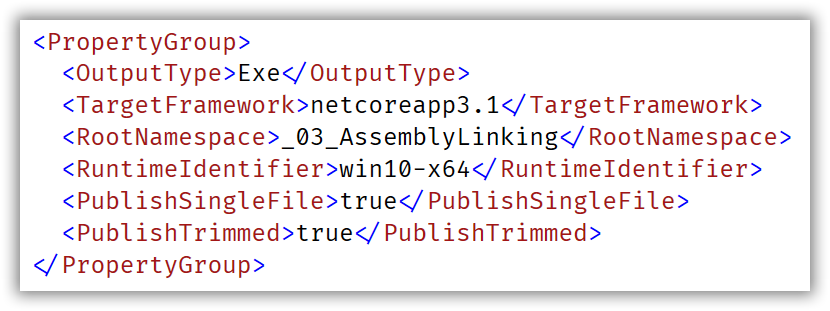 <PropertyGroup>
<OutputType>Exe</OutputType>
<TargetFramework>netcoreapp3.1</TargetFramework>
<RootNamespace>_03_AssemblyLinking</RootNamespace>
<RuntimeIdentifier>win10-x64</RuntimeIdentifier>
<PublishSingleFile>true</PublishSingleFile>
<PublishTrimmed>true</PublishTrimmed>
</PropertyGroup>